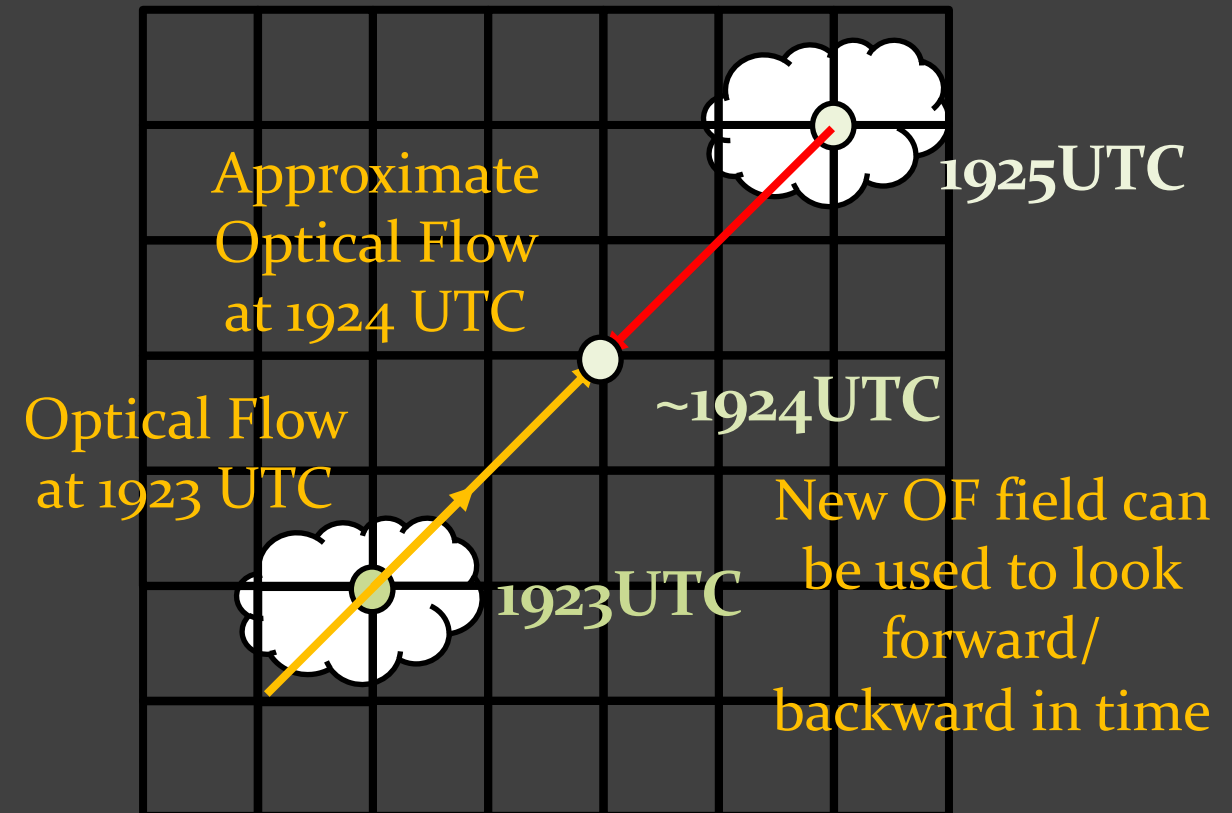 1925UTC
Approximate
Optical Flow
at 1924 UTC
~1924UTC
Optical Flow
at 1923 UTC
1923UTC
New OF field can
be used to look
forward/
backward in time